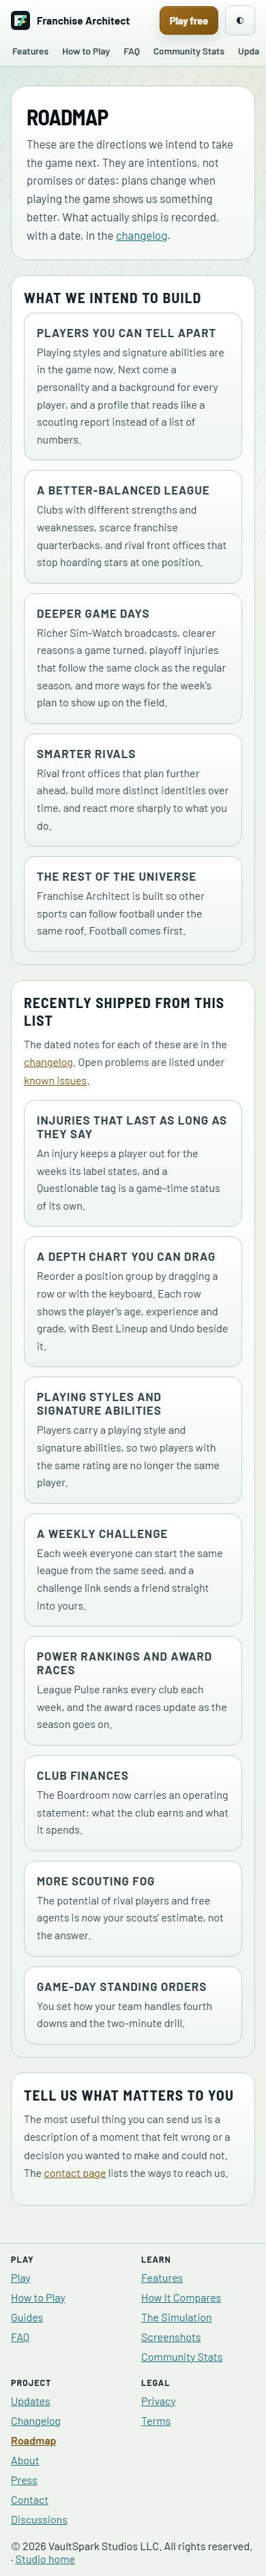 Franchise Architect
Play free
Features How to Play FAQ Community Stats Upda
ROADMAP
These are the directions we intend to take
the game next. They are intentions, not
promises or dates: plans change when
playing the game shows us something
better. What actually ships is recorded,
with a date, in the changelog.
WHAT WE INTEND TO BUILD
PLAYERS YOU CAN TELL APART
Playing styles and signature abilities are
in the game now. Next come a
personality and a background for every
player, and a profile that reads like a
scouting report instead of a list of
numbers.
A BETTER-BALANCED LEAGUE
Clubs with different strengths and
weaknesses, scarce franchise
quarterbacks, and rival front offices that
stop hoarding stars at one position.
DEEPER GAME DAYS
Richer Sim-Watch broadcasts, clearer
reasons a game turned, playoff injuries
that follow the same clock as the regular
season, and more ways for the week's
plan to show up on the field.
SMARTER RIVALS
Rival front offices that plan further
ahead, build more distinct identities over
time, and react more sharply to what you
do.
THE REST OF THE UNIVERSE
Franchise Architect is built so other
sports can follow football under the
same roof. Football comes first.
RECENTLY SHIPPED FROM THIS
LIST
The dated notes for each of these are in the
changelog. Open problems are listed under
known issues.
INJURIES THAT LAST AS LONG AS
THEY SAY
An injury keeps a player out for the
weeks its label states, and a
Questionable tag is a game-time status
of its own.
A DEPTH CHART YOU CAN DRAG
Reorder a position group by dragging a
row or with the keyboard. Each row
shows the player's age, experience and
grade, with Best Lineup and Undo beside
it.
PLAYING STYLES AND
SIGNATURE ABILITIES
Players carry a playing style and
signature abilities, so two players with
the same rating are no longer the same
player.
A WEEKLY CHALLENGE
Each week everyone can start the same
league from the same seed, and a
challenge link sends a friend straight
into yours.
POWER RANKINGS AND AWARD
RACES
League Pulse ranks every club each
week, and the award races update as the
season goes on.
CLUB FINANCES
The Boardroom now carries an operating
statement: what the club earns and what
it spends.
MORE SCOUTING FOG
The potential of rival players and free
agents is now your scouts' estimate, not
the answer.
GAME-DAY STANDING ORDERS
You set how your team handles fourth
downs and the two-minute drill.
TELL US WHAT MATTERS TO YOU
The most useful thing you can send us is a
description of a moment that felt wrong or a
decision you wanted to make and could not.
The contact page lists the ways to reach us.
PLAY
Play
How to Play
Guides
FAQ
LEARN
Features
How It Compares
The Simulation
Screenshots
Community Stats
PROJECT
Updates
Changelog
Roadmap
About
Press
Contact
Discussions
LEGAL
Privacy
Terms
© 2026 VaultSpark Studios LLC. All rights reserved.
· Studio home